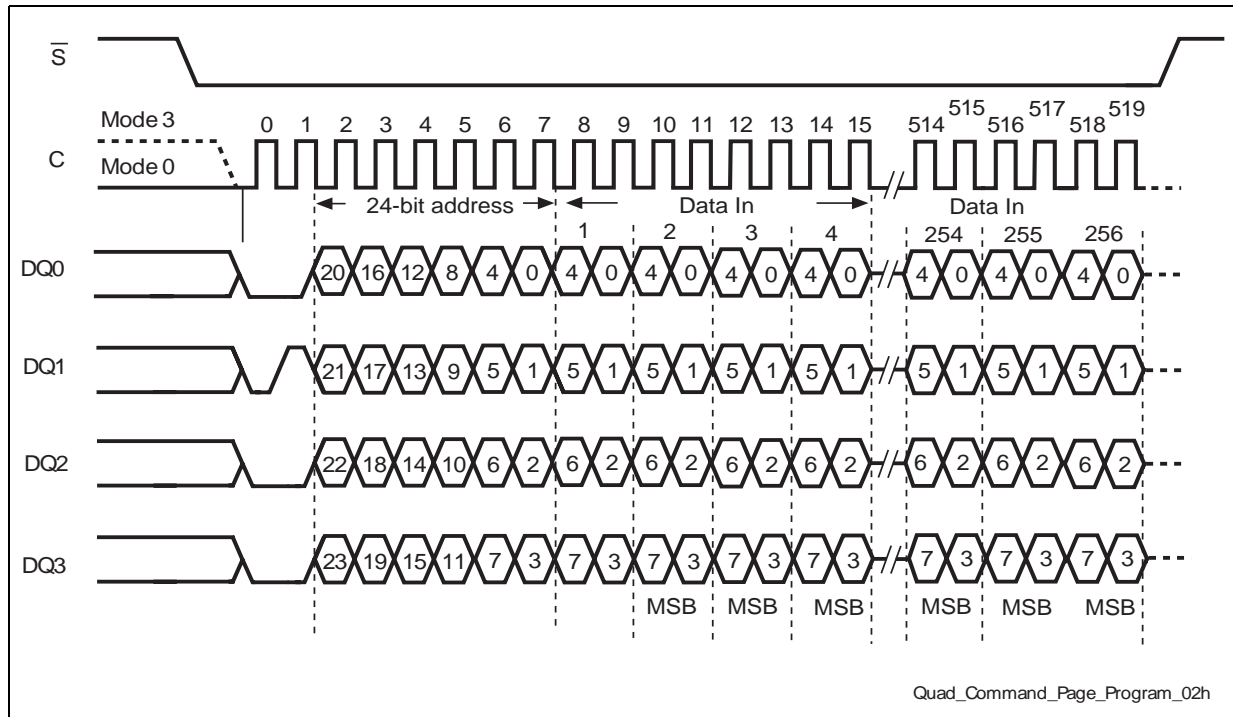 S
Mode 3
0 1 2 3 4 5 6 7 8 9 10 11 12 13 14 15 514 515 516 517 518 519
C
Mode 0
24-bit address Data In Data In
1 2 3 4 254 255 256
DQ0 20 16 12 8 4 0 4 0 4 0 4 0 4 0 4 0 4 0 4 0
DQ1 21 17 13 9 5 1 5 1 5 1 5 1 5 1 5 1 5 1 5 1
DQ2 22 18 14 10 6 2 6 2 6 2 6 2 6 2 6 2 6 2 6 2
DQ3 23 19 15 11 7 3 7 3 7 3 7 3 7 3 7 3 7 3 7 3
MSB MSB MSB MSB MSB MSB
Quad_Command_Page_Program_02h